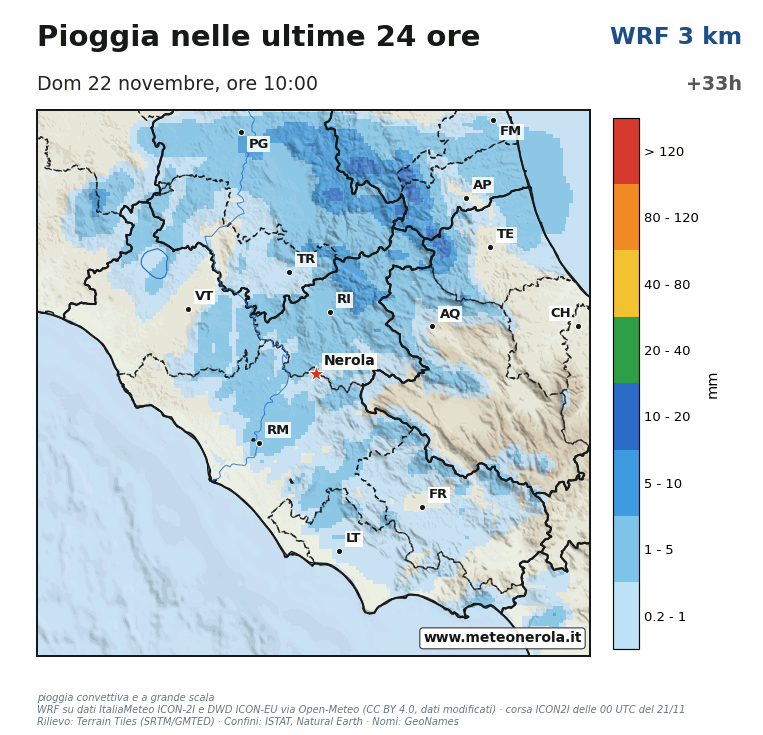 Pioggia nelle ultime 24 ore
WRF 3 km
Dom 22 novembre, ore 10:00
+33h
FM
PG
AP
TE
TR
VT
RI
AQ
CH
Nerola
RM
FR
LT
www.meteonerola.it
> 120
80 - 120
40 - 80
20 - 40
10 - 20
5 - 10
1 - 5
0.2 - 1
mm
pioggia convettiva e a grande scala
WRF su dati ItaliaMeteo ICON-2I e DWD ICON-EU via Open-Meteo (CC BY 4.0, dati modificati) · corsa ICON2I delle 00 UTC del 21/11
Rilievo: Terrain Tiles (SRTM/GMTED) · Confini: ISTAT, Natural Earth · Nomi: GeoNames